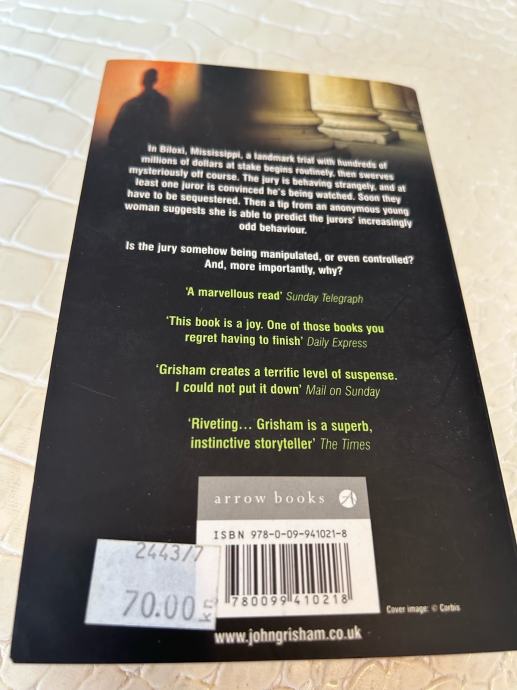 In Biloxi, Mississippi, a landmark trial with hundreds of
millions of dollars at stake begins routinely, then swerves
mysteriously off course. The jury is behaving strangely, and at
least one juror is convinced he's being watched. Soon they
have to be sequestered. Then a tip from an anonymous young
woman suggests she is able to predict the jurors' increasingly
odd behaviour.
Is the jury somehow being manipulated, or even controlled?
And, more importantly, why?
'A marvellous read' Sunday Telegraph
'This book is a joy. One of those books you
regret having to finish' Daily Express
'Grisham creates a terrific level of suspense.
I could not put it down' Mail on Sunday
'Riveting... Grisham is a superb,
instinctive storyteller' The Times
arrow books
ISBN 978-0-09-941021-8
2443/7
70.00 kn
780099 410218
Cover image: © Corbis
www.johngrisham.co.uk